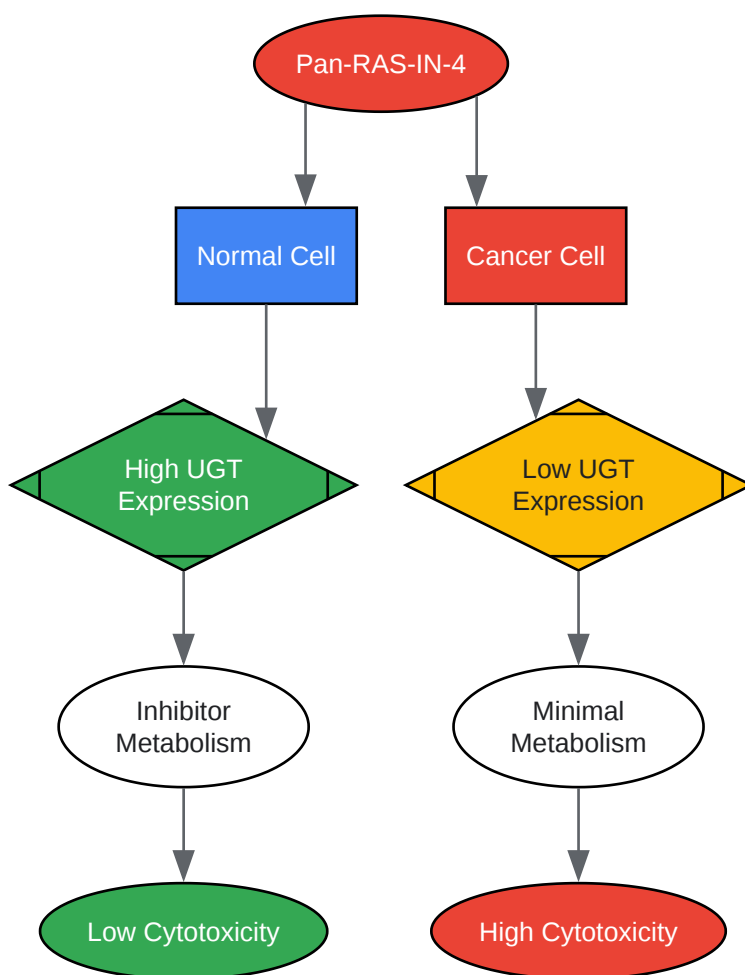 Pan-RAS-IN-4
Normal Cell
Cancer Cell
High UGT
Expression
Low UGT
Expression
Inhibitor
Metabolism
Minimal
Metabolism
Low Cytotoxicity
High Cytotoxicity